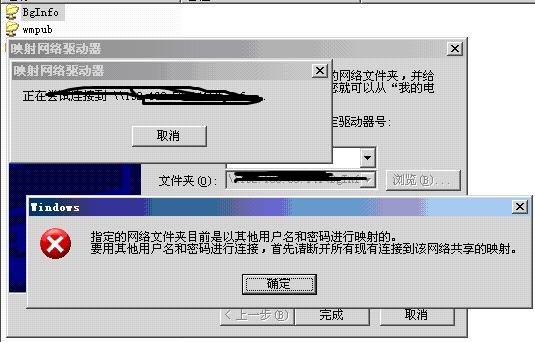 BgInfo
wmpub
映射网络驱动器
映射网络驱动器
的网络文件夹，并给
您就可以从“我的电
正在尝试连接到
定驱动器号:
取消
文件夹(O):
浏览(B)...
Windows
指定的网络文件夹目前是以其他用户名和密码进行映射的。
要用其他用户名和密码进行连接，首先请断开所有现有连接到该网络共享的映射。
确定
< 上一步(B)
完成
取消